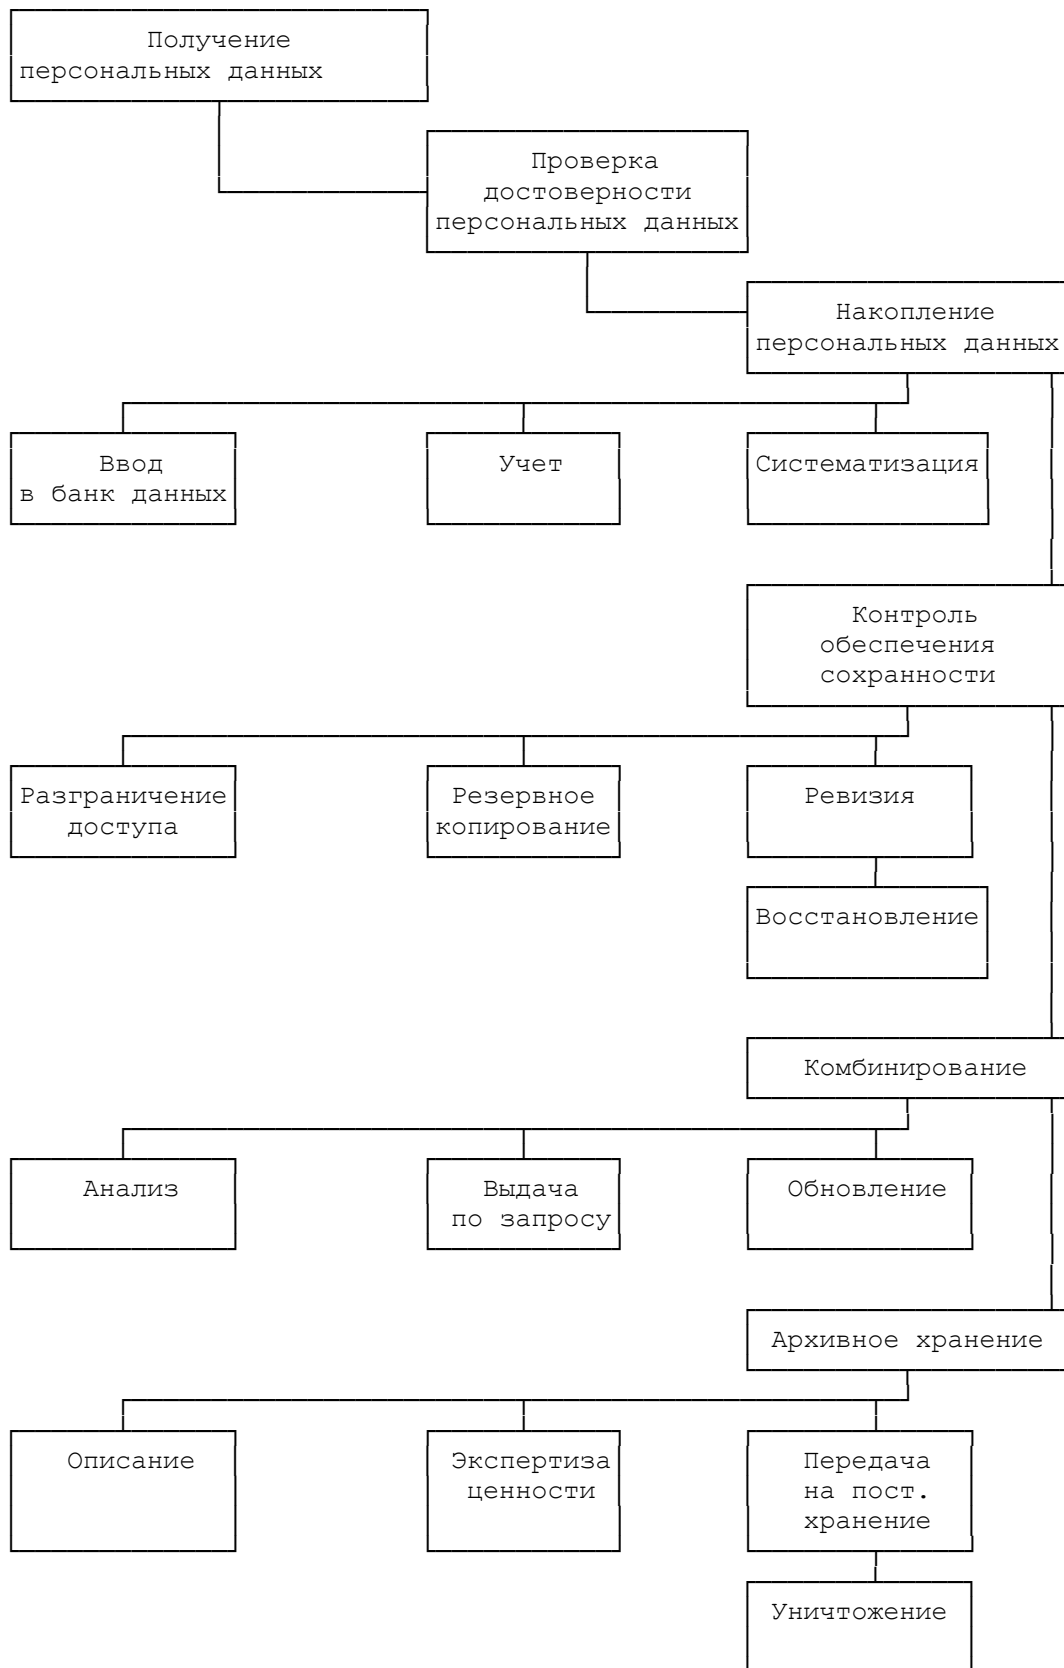 Получение
персональных данных
Проверка
достоверности
персональных данных
Накопление
персональных данных
Ввод
в банк данных
Учет
Систематизация
Контроль
обеспечения
сохранности
Разграничение
доступа
Резервное
копирование
Ревизия
Восстановление
Комбинирование
Анализ
Выдача
по запросу
Обновление
Архивное хранение
Описание
Экспертиза
ценности
Передача
на пост.
хранение
Уничтожение